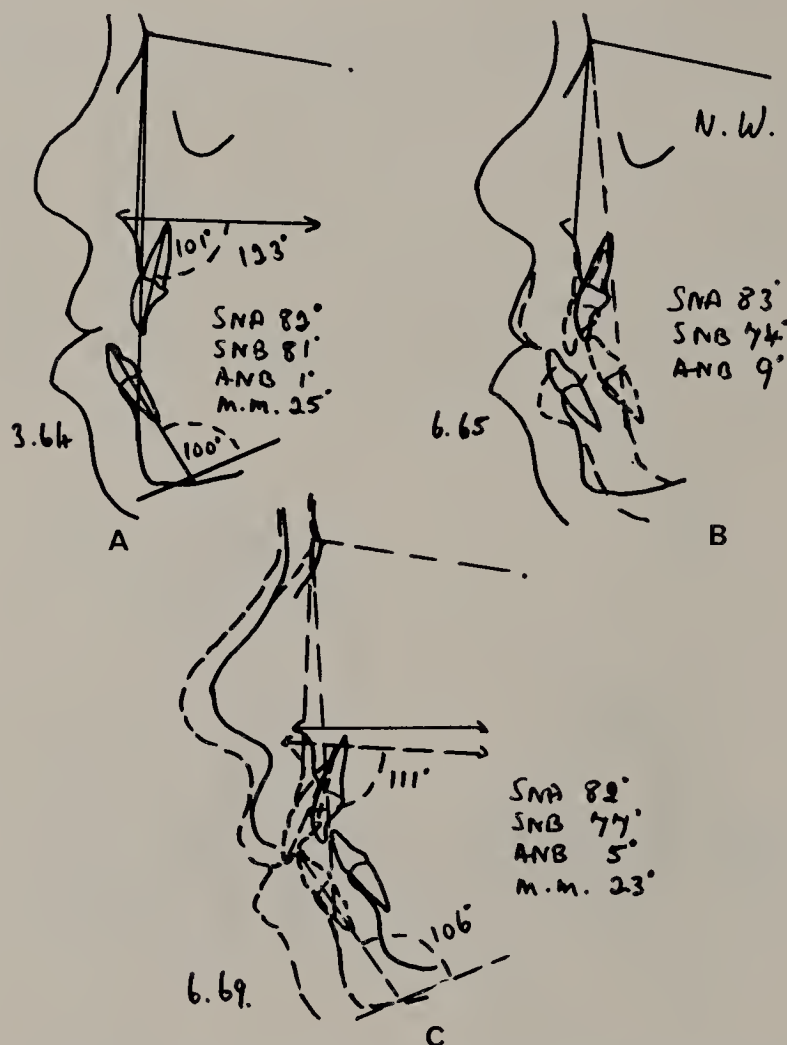 101°
123°
SNA 82°
SNB 81°
ANB 1°
M.M. 25°
3.64
100°
A
N.W.
SNA 83°
SNB 74°
ANB 9°
6.65
B
111°
SNA 82°
SNB 77°
ANB 5°
M.M. 23°
106°
6.69.
C